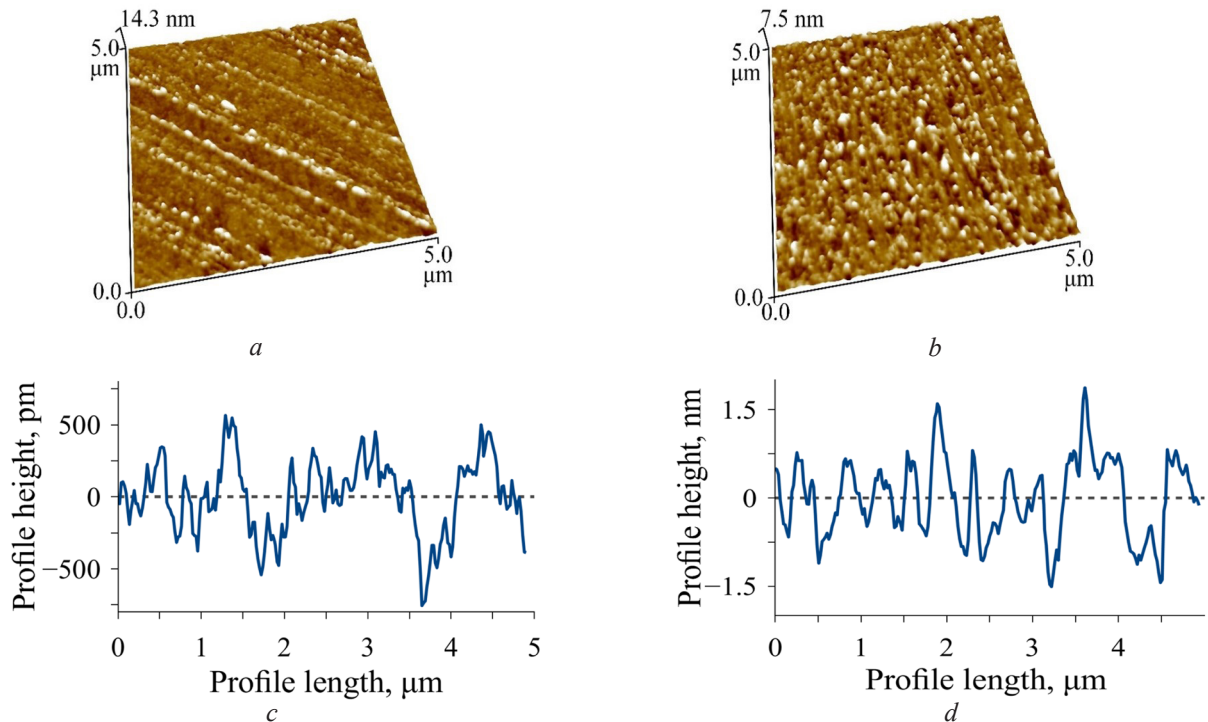 14.3 nm
5.0
μm
0.0
0.0
5.0
μm
a
7.5 nm
5.0
μm
0.0
0.0
5.0
μm
b
Profile height, pm
500
0
−500
0 1 2 3 4 5
Profile length, μm
c
Profile height, nm
1.5
0
−1.5
0 1 2 3 4
Profile length, μm
d